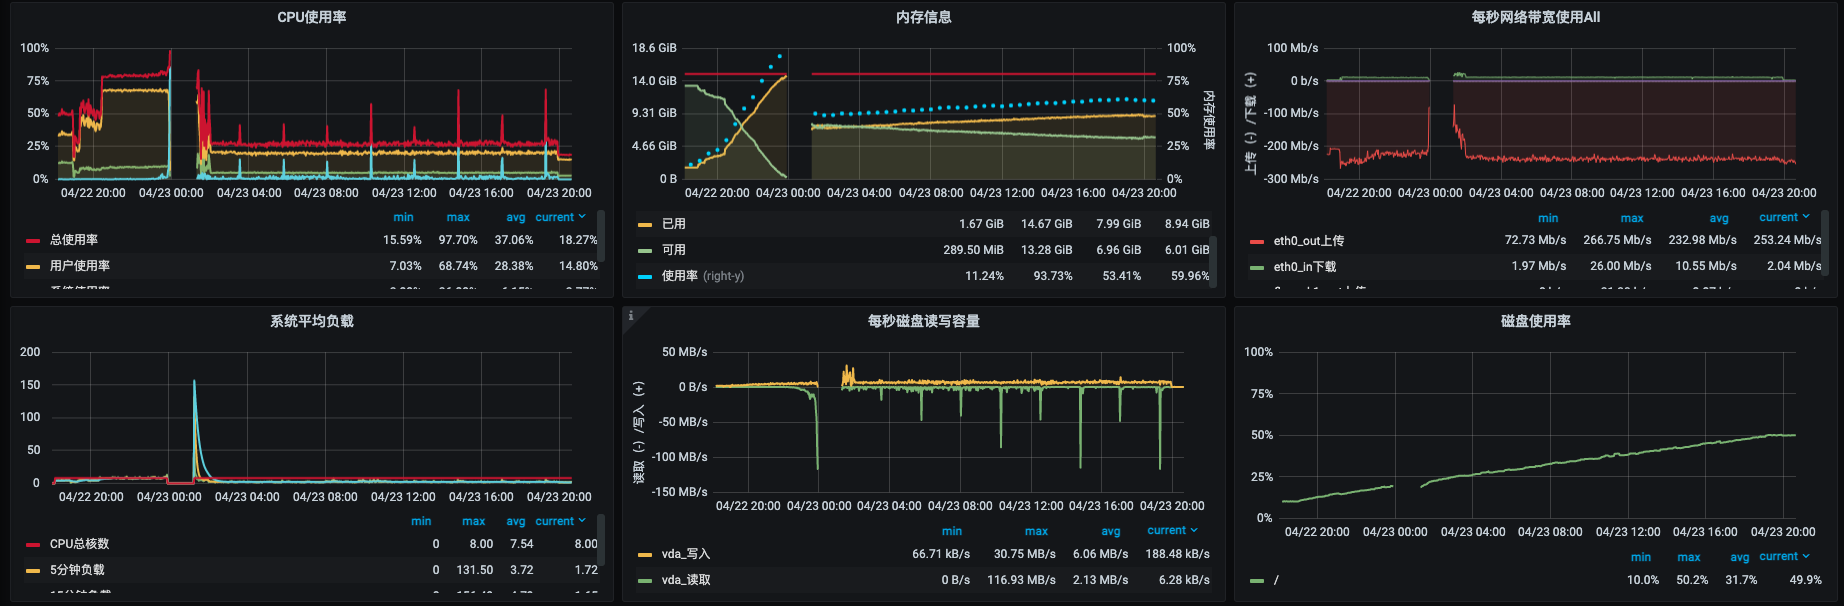 CPU使用率
100%
75%
50%
25%
0%
04/22 20:00 04/23 00:00 04/23 04:00 04/23 08:00 04/23 12:00 04/23 16:00 04/23 20:00
min max avg current
总使用率 15.59% 97.70% 37.06% 18.27%
用户使用率 7.03% 68.74% 28.38% 14.80%
内存信息
18.6 GiB 100%
14.0 GiB 75%
9.31 GiB 50%
4.66 GiB 25%
0 B 0%
内存使用率
04/22 20:00 04/23 00:00 04/23 04:00 04/23 08:00 04/23 12:00 04/23 16:00 04/23 20:00
已用 1.67 GiB 14.67 GiB 7.99 GiB 8.94 GiB
可用 289.50 MiB 13.28 GiB 6.96 GiB 6.01 GiB
使用率 (right-y) 11.24% 93.73% 53.41% 59.96%
每秒网络带宽使用All
上传 (-) /下载 (+)
100 Mb/s
0 b/s
-100 Mb/s
-200 Mb/s
-300 Mb/s
04/22 20:00 04/23 00:00 04/23 04:00 04/23 08:00 04/23 12:00 04/23 16:00 04/23 20:00
min max avg current
eth0_out上传 72.73 Mb/s 266.75 Mb/s 232.98 Mb/s 253.24 Mb/s
eth0_in下载 1.97 Mb/s 26.00 Mb/s 10.55 Mb/s 2.04 Mb/s
系统平均负载
200
150
100
50
0
04/22 20:00 04/23 00:00 04/23 04:00 04/23 08:00 04/23 12:00 04/23 16:00 04/23 20:00
min max avg current
CPU总核数 0 8.00 7.54 8.00
5分钟负载 0 131.50 3.72 1.72
i
每秒磁盘读写容量
读取 (-) /写入 (+)
50 MB/s
0 B/s
-50 MB/s
-100 MB/s
-150 MB/s
04/22 20:00 04/23 00:00 04/23 04:00 04/23 08:00 04/23 12:00 04/23 16:00 04/23 20:00
min max avg current
vda_写入 66.71 kB/s 30.75 MB/s 6.06 MB/s 188.48 kB/s
vda_读取 0 B/s 116.93 MB/s 2.13 MB/s 6.28 kB/s
磁盘使用率
100%
75%
50%
25%
0%
04/22 20:00 04/23 00:00 04/23 04:00 04/23 08:00 04/23 12:00 04/23 16:00 04/23 20:00
min max avg current
/ 10.0% 50.2% 31.7% 49.9%